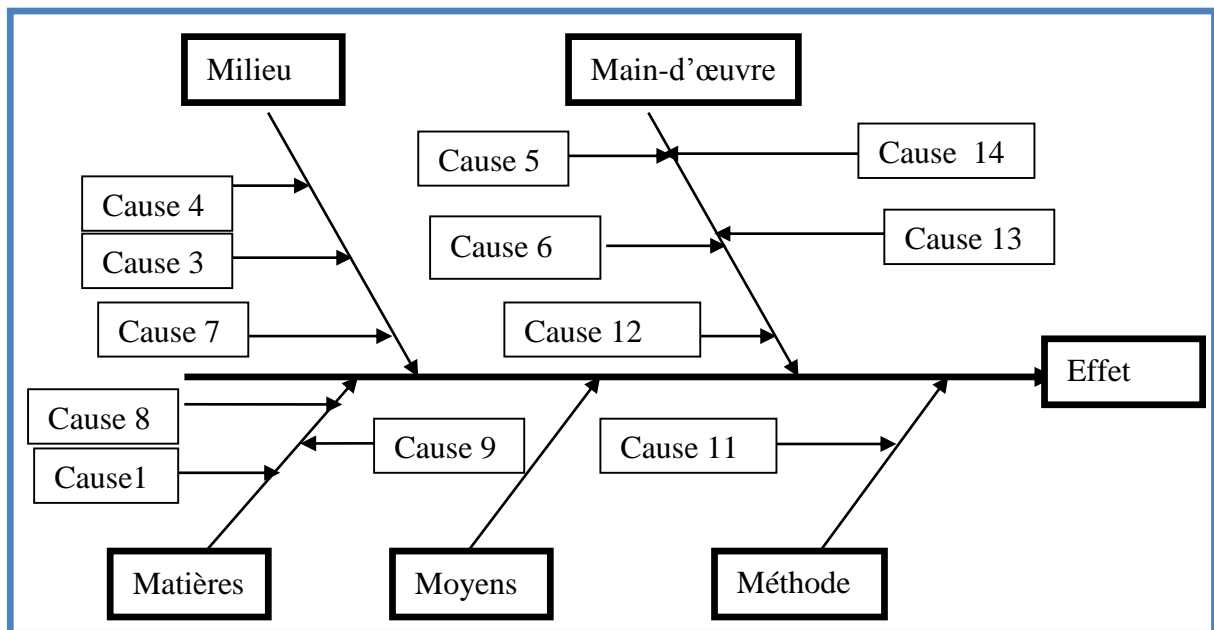 Milieu
Main-d’œuvre
Cause 5
Cause  14
Cause 4
Cause 3
Cause 6
Cause 13
Cause 7
Cause 12
Effet
Cause 8
Cause 9
Cause 11
Cause1
Matières
Moyens
Méthode